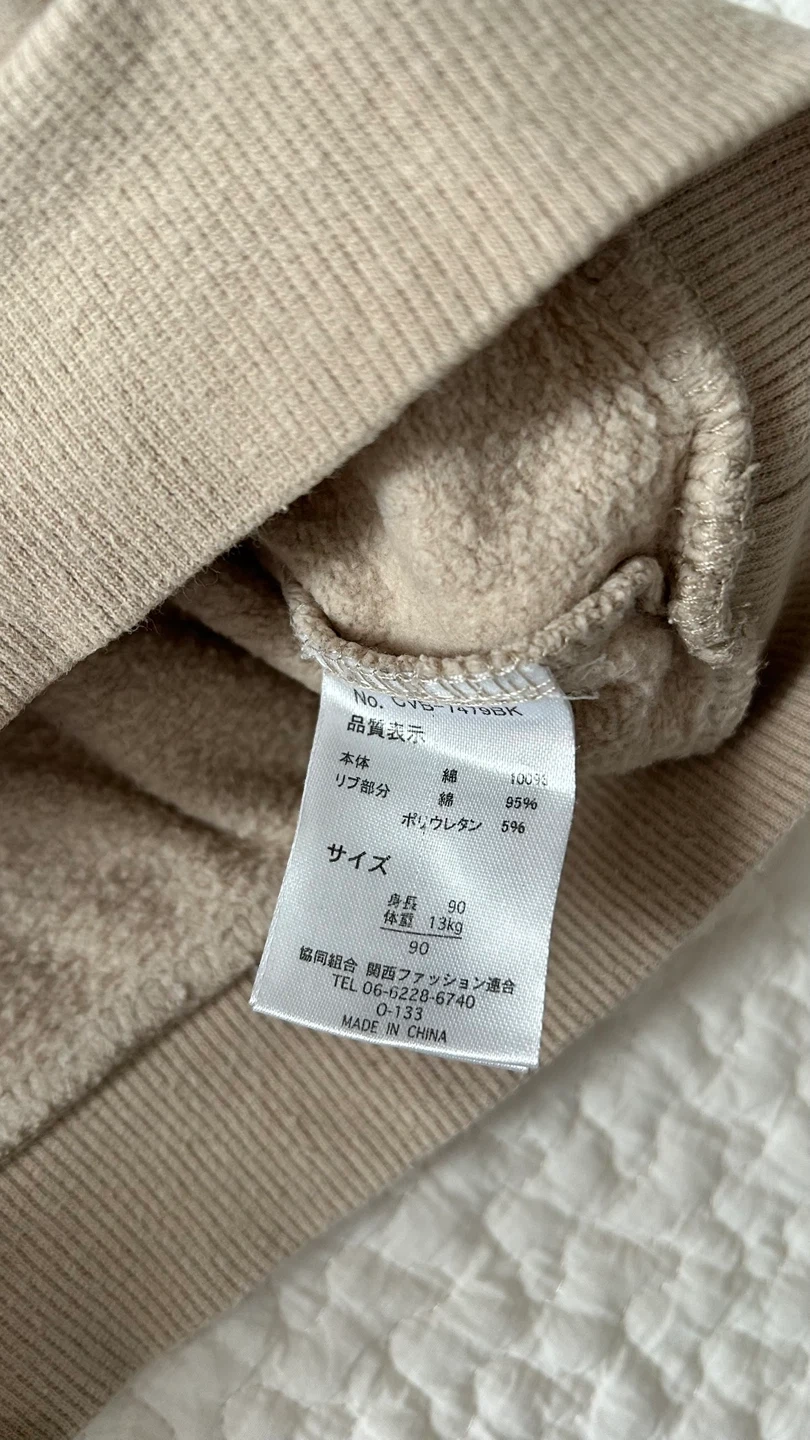 No. CVB-1479BK
品質表示
本体 綿 100%
リブ部分 綿 95%
ポリウレタン 5%
サイズ
身長 90
体重 13kg
90
協同組合 関西ファッション連合
TEL 06-6228-6740
O-133
MADE IN CHINA